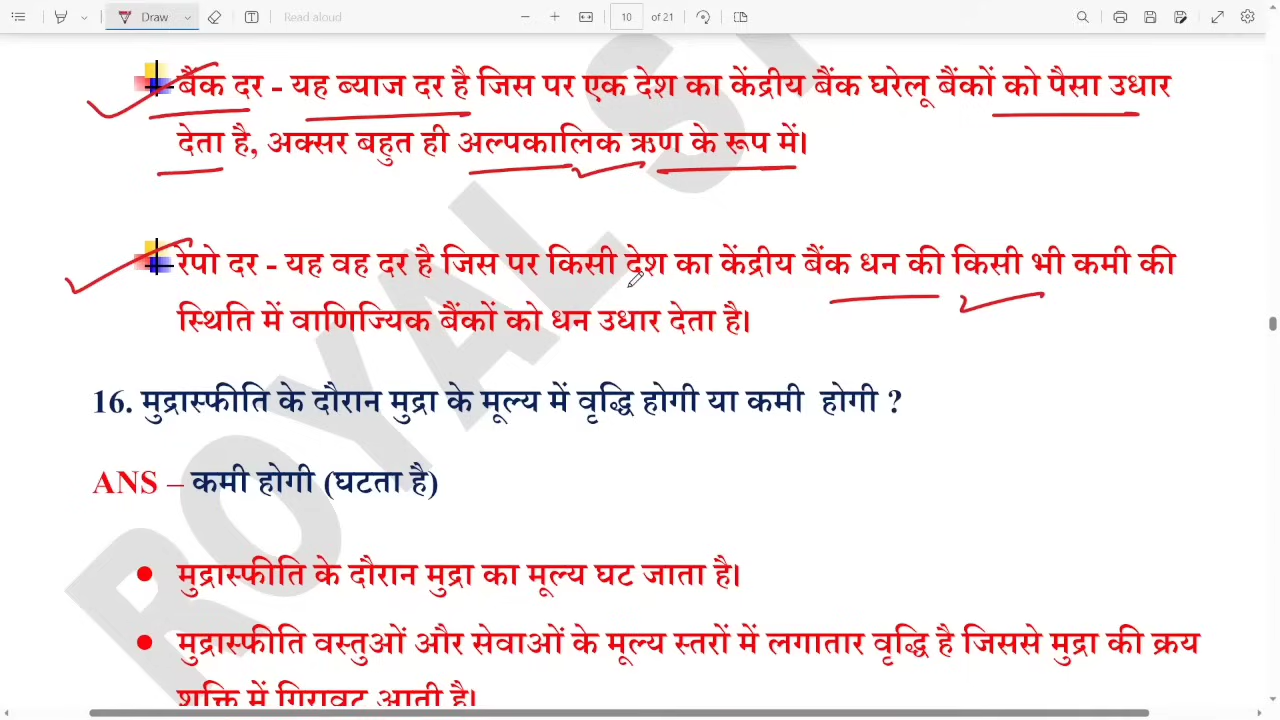 Draw
Read aloud
10 of 21
बैंक दर - यह ब्याज दर है जिस पर एक देश का केंद्रीय बैंक घरेलू बैंकों को पैसा उधार
देता है, अक्सर बहुत ही अल्पकालिक ऋण के रूप में।
रेपो दर - यह वह दर है जिस पर किसी देश का केंद्रीय बैंक धन की किसी भी कमी की
स्थिति में वाणिज्यिक बैंकों को धन उधार देता है।
16. मुद्रास्फीति के दौरान मुद्रा के मूल्य में वृद्धि होगी या कमी होगी ?
ANS – कमी होगी (घटता है)
मुद्रास्फीति के दौरान मुद्रा का मूल्य घट जाता है।
मुद्रास्फीति वस्तुओं और सेवाओं के मूल्य स्तरों में लगातार वृद्धि है जिससे मुद्रा की क्रय
शक्ति में गिरावट आती है।
ROYAL ST